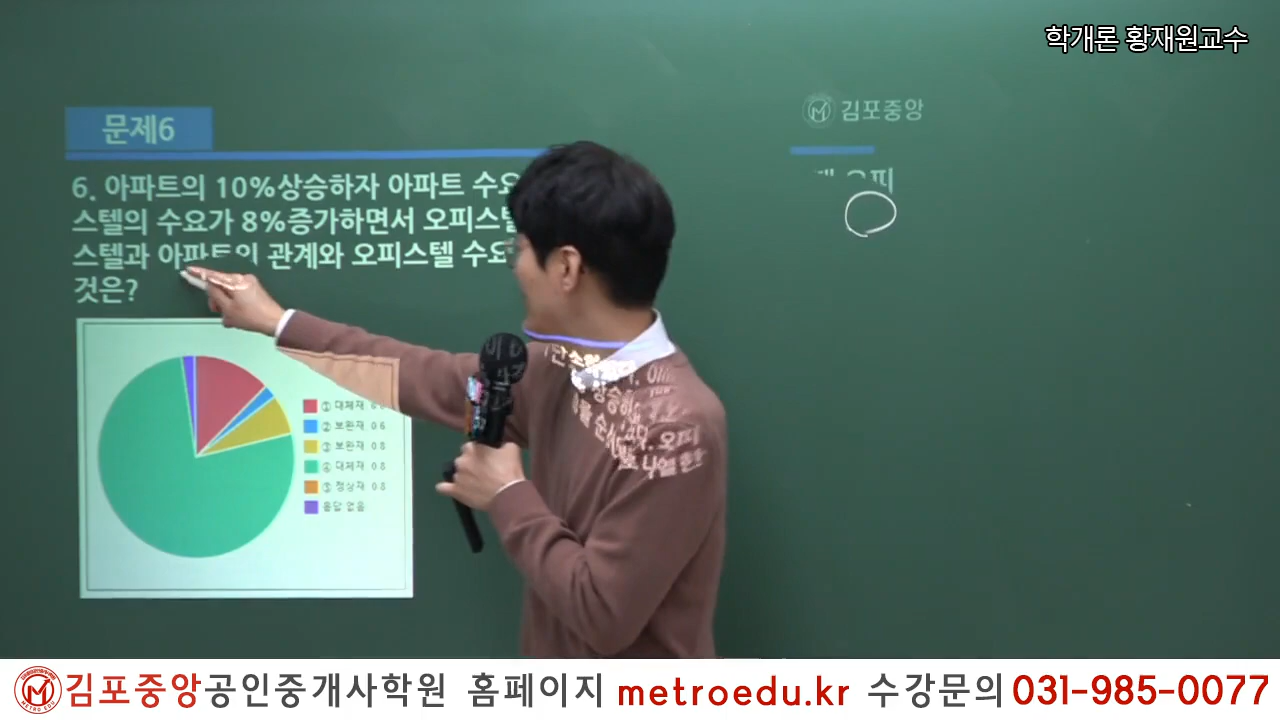 학개론 황재원교수
김포중앙
문제6
6. 아파트의 10%상승하자 아파트 수요
스텔의 수요가 8%증가하면서 오피스텔
스텔과 아파트의 관계와 오피스텔 수요
것은?
① 대체재
② 보완재 0.6
③ 보완재 0.8
④ 대체재 0.8
⑤ 정상재 0.8
응답 없음
김포중앙공인중개사학원 홈페이지 metroedu.kr 수강문의 031-985-0077